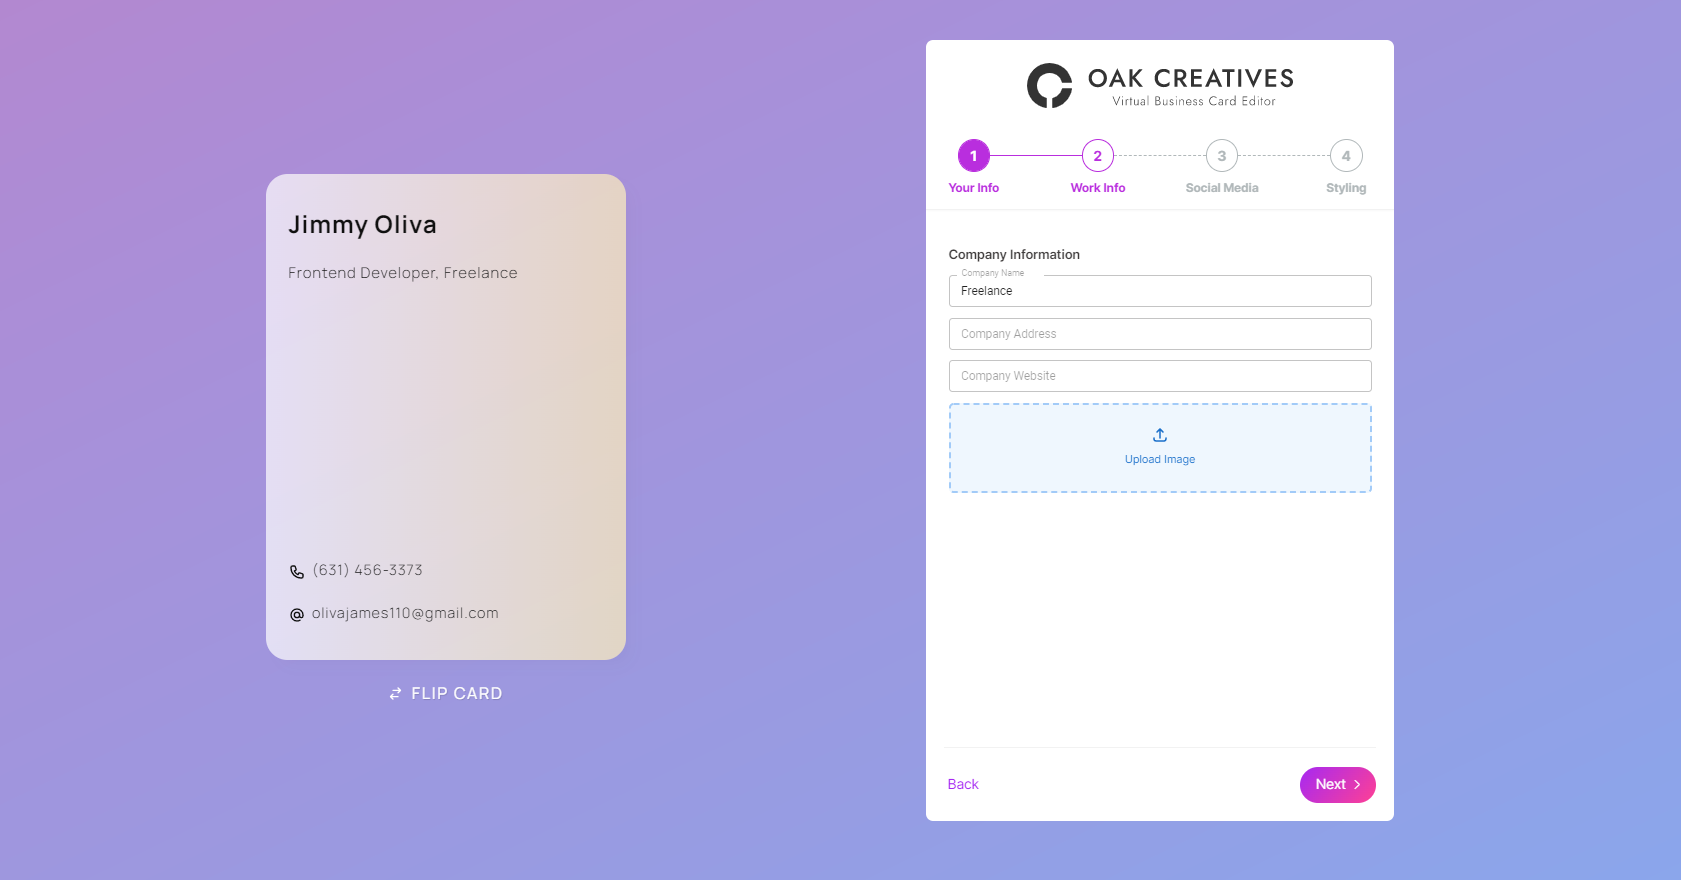 Jimmy Oliva
Frontend Developer, Freelance
(631) 456-3373
olivajames110@gmail.com
FLIP CARD
OAK CREATIVES
Virtual Business Card Editor
1
2
3
4
Your Info
Work Info
Social Media
Styling
Company Information
Company Name
Freelance
Company Address
Company Website
Upload Image
Back
Next